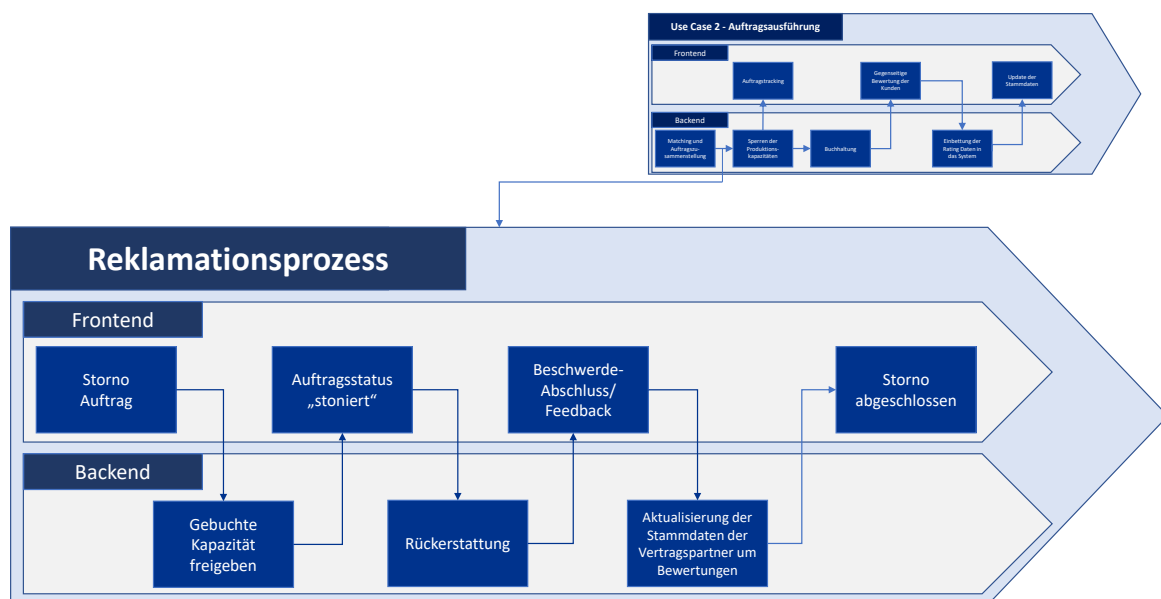 Use Case 2 - Auftragsausführung
Frontend
Auftragstracking
Gegenseitige
Bewertung der
Kunden
Update der
Stammdaten
Backend
Matching und
Auftragszu-
sammenstellung
Sperren der
Produktions-
kapazitäten
Buchhaltung
Einbettung der
Rating Daten in
das System
Reklamationsprozess
Frontend
Storno
Auftrag
Auftragsstatus
„stoniert“
Beschwerde-
Abschluss/
Feedback
Storno
abgeschlossen
Backend
Gebuchte
Kapazität
freigeben
Rückerstattung
Aktualisierung der
Stammdaten der
Vertragspartner um
Bewertungen